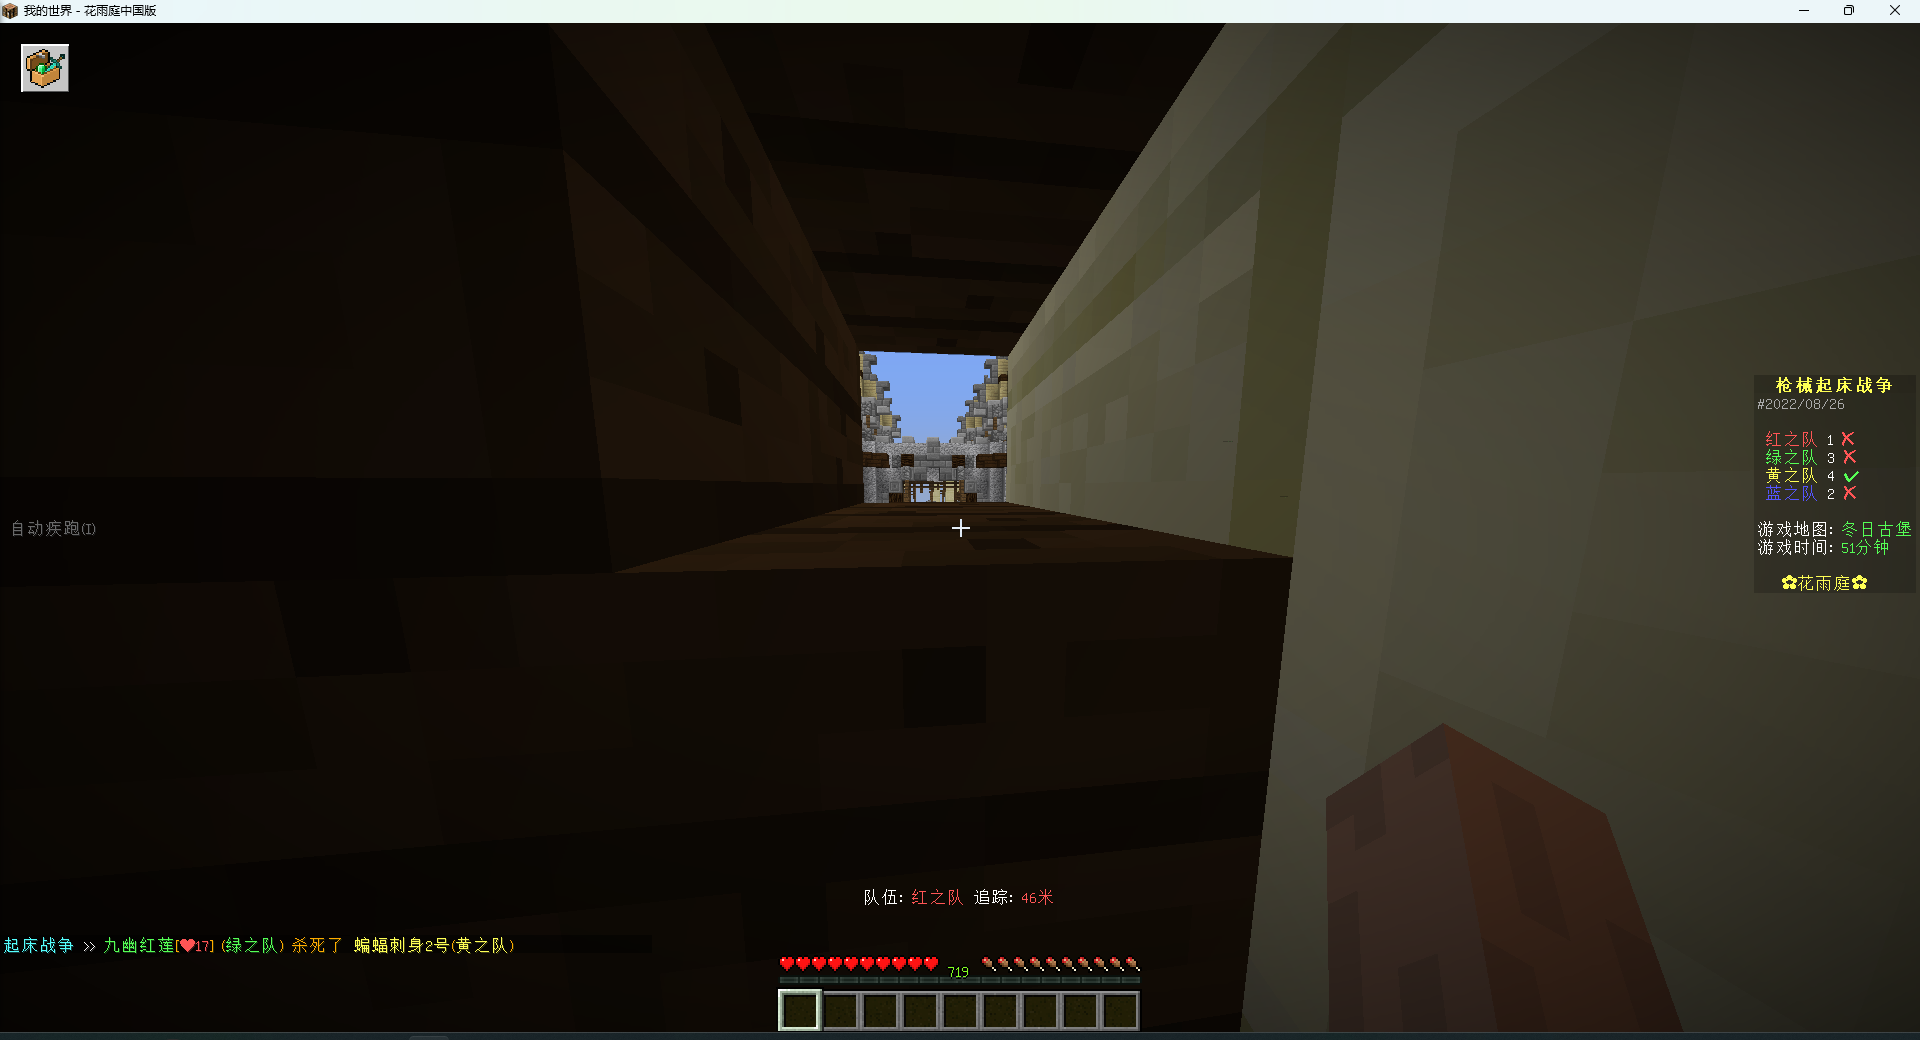 我的世界 - 花雨庭中国版
枪械起床战争
#2022/08/26
红之队 1 ✗
绿之队 3 ✗
黄之队 4 ✓
蓝之队 2 ✗
游戏地图: 冬日古堡
游戏时间: 51分钟
✿花雨庭✿
自动疾跑(I)
队伍: 红之队 追踪: 46米
起床战争 >> 九幽红莲[❤17] (绿之队) 杀死了 蝙蝠刺身2号(黄之队)
719